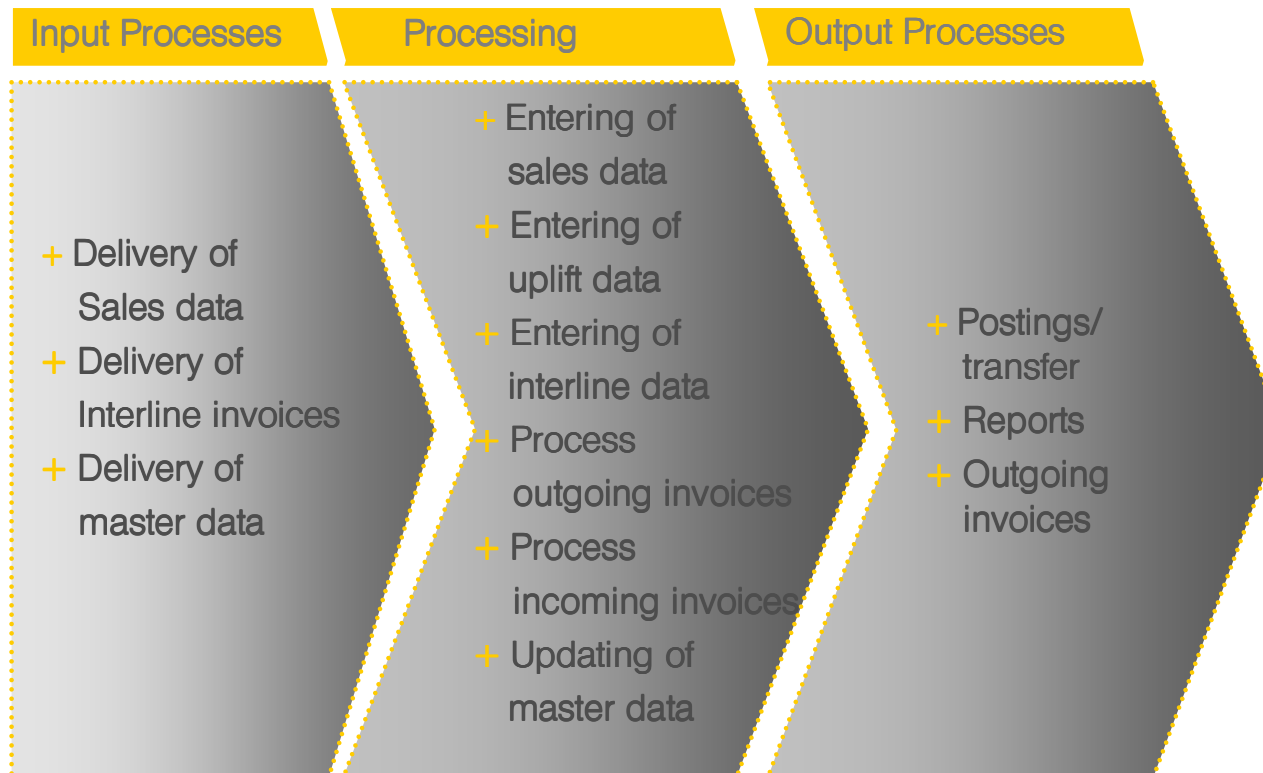 Input Processes
Processing
Output Processes
+ Delivery of
Sales data
+ Delivery of
Interline invoices
+ Delivery of
master data
+ Entering of
sales data
+ Entering of
uplift data
+ Entering of
interline data
+ Process
outgoing invoices
+ Process
incoming invoices
+ Updating of
master data
+ Postings/
transfer
+ Reports
+ Outgoing
invoices